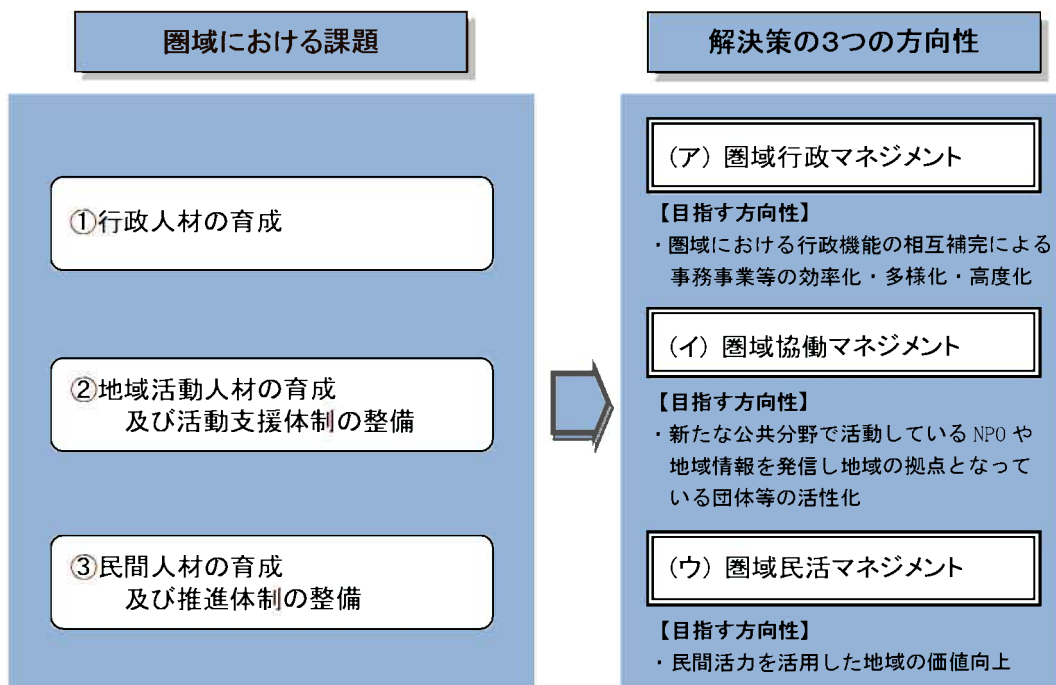 圏域における課題
①行政人材の育成
②地域活動人材の育成
及び活動支援体制の整備
③民間人材の育成
及び推進体制の整備
解決策の3つの方向性
(ア) 圏域行政マネジメント
【目指す方向性】
・圏域における行政機能の相互補完による
事務事業等の効率化・多様化・高度化
(イ) 圏域協働マネジメント
【目指す方向性】
・新たな公共分野で活動している NPO や
地域情報を発信し地域の拠点となって
いる団体等の活性化
(ウ) 圏域民活マネジメント
【目指す方向性】
・民間活力を活用した地域の価値向上